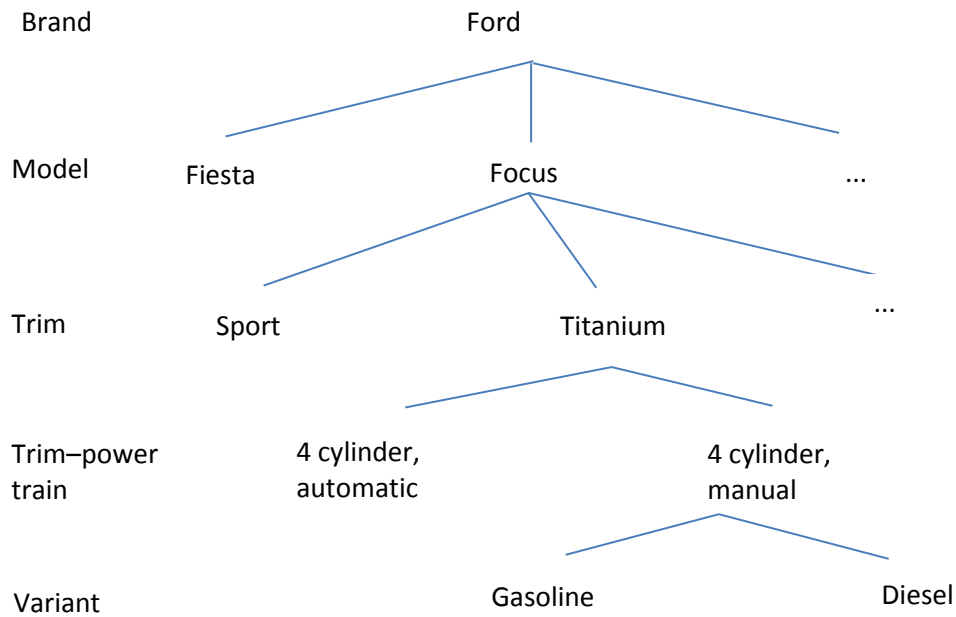 Brand
Ford
Model
Fiesta
Focus
...
Trim
Sport
Titanium
...
Trim–power
train
4 cylinder,
automatic
4 cylinder,
manual
Variant
Gasoline
Diesel